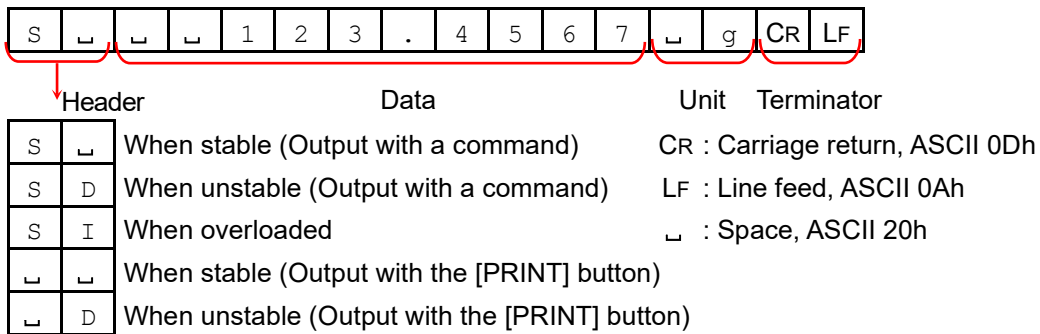 S ␣ ␣ ␣ 1 2 3 . 4 5 6 7 ␣ g CR LF
Header Data Unit Terminator
S ␣ When stable (Output with a command) CR : Carriage return, ASCII 0Dh
S D When unstable (Output with a command) LF : Line feed, ASCII 0Ah
S I When overloaded ␣ : Space, ASCII 20h
␣ ␣ When stable (Output with the [PRINT] button)
␣ D When unstable (Output with the [PRINT] button)